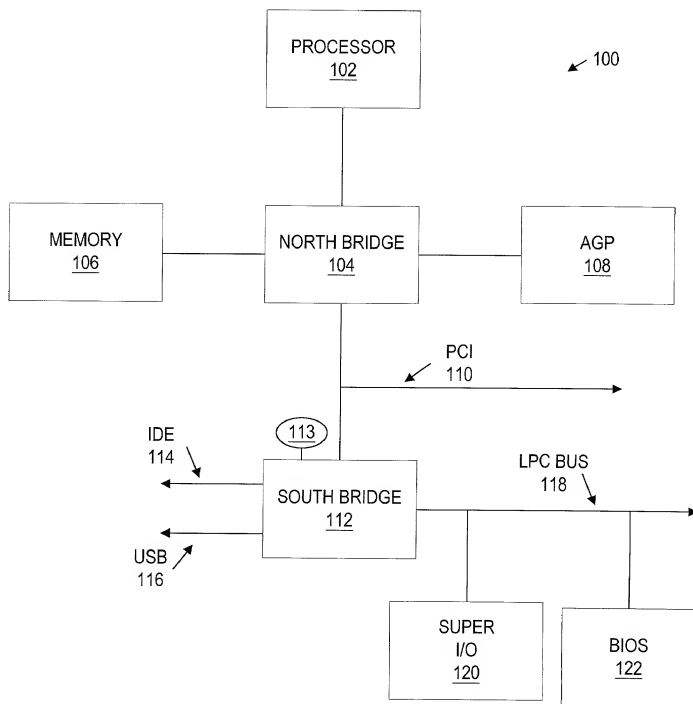 PROCESSOR
102
100
MEMORY
106
NORTH BRIDGE
104
AGP
108
PCI
110
113
IDE
114
SOUTH BRIDGE
112
LPC BUS
118
USB
116
SUPER
I/O
120
BIOS
122